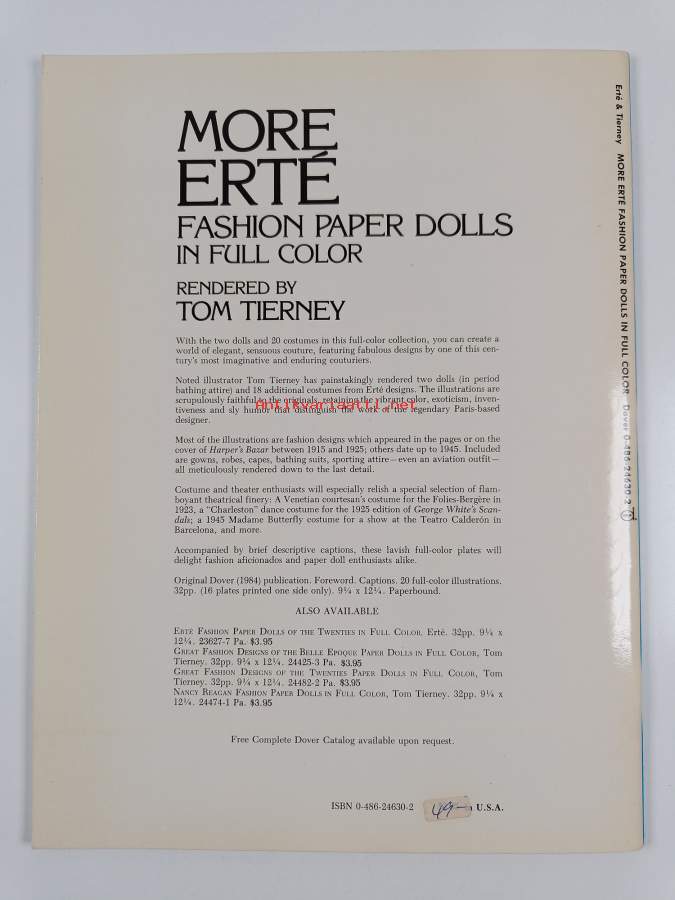 MORE
ERTÉ
FASHION PAPER DOLLS
IN FULL COLOR
RENDERED BY
TOM TIERNEY
With the two dolls and 20 costumes in this full-color collection, you can create a
world of elegant, sensuous couture, featuring fabulous designs by one of this cen-
tury's most imaginative and enduring couturiers.
Noted illustrator Tom Tierney has painstakingly rendered two dolls (in period
bathing attire) and 18 additional costumes from Erté designs. The illustrations are
scrupulously faithful to the originals, retaining the vibrant color, exoticism, inven-
tiveness and sly humor that distinguish the work of the legendary Paris-based
designer.
Most of the illustrations are fashion designs which appeared in the pages or on the
cover of Harper's Bazar between 1915 and 1925; others date up to 1945. Included
are gowns, robes, capes, bathing suits, sporting attire—even an aviation outfit—
all meticulously rendered down to the last detail.
Costume and theater enthusiasts will especially relish a special selection of flam-
boyant theatrical finery: A Venetian courtesan's costume for the Folies-Bergère in
1923, a "Charleston" dance costume for the 1925 edition of George White's Scan-
dals; a 1945 Madame Butterfly costume for a show at the Teatro Calderón in
Barcelona, and more.
Accompanied by brief descriptive captions, these lavish full-color plates will
delight fashion aficionados and paper doll enthusiasts alike.
Original Dover (1984) publication. Foreword. Captions. 20 full-color illustrations.
32pp. (16 plates printed one side only). 9¼ x 12¼. Paperbound.
ALSO AVAILABLE
ERTÉ FASHION PAPER DOLLS OF THE TWENTIES IN FULL COLOR, Erté. 32pp. 9¼ x
12¼. 23627-7 Pa. $3.95
GREAT FASHION DESIGNS OF THE BELLE EPOQUE PAPER DOLLS IN FULL COLOR, Tom
Tierney. 32pp. 9¼ x 12¼. 24425-3 Pa. $3.95
GREAT FASHION DESIGNS OF THE TWENTIES PAPER DOLLS IN FULL COLOR, Tom
Tierney. 32pp. 9¼ x 12¼. 24482-2 Pa. $3.95
NANCY REAGAN FASHION PAPER DOLLS IN FULL COLOR, Tom Tierney. 32pp. 9¼ x
12¼. 24474-1 Pa. $3.95
Free Complete Dover Catalog available upon request.
ISBN 0-486-24630-2 49- U.S.A.
Erté & Tierney MORE ERTÉ FASHION PAPER DOLLS IN FULL COLOR Dover 0-486-24630-2
Antikvariaatti.net